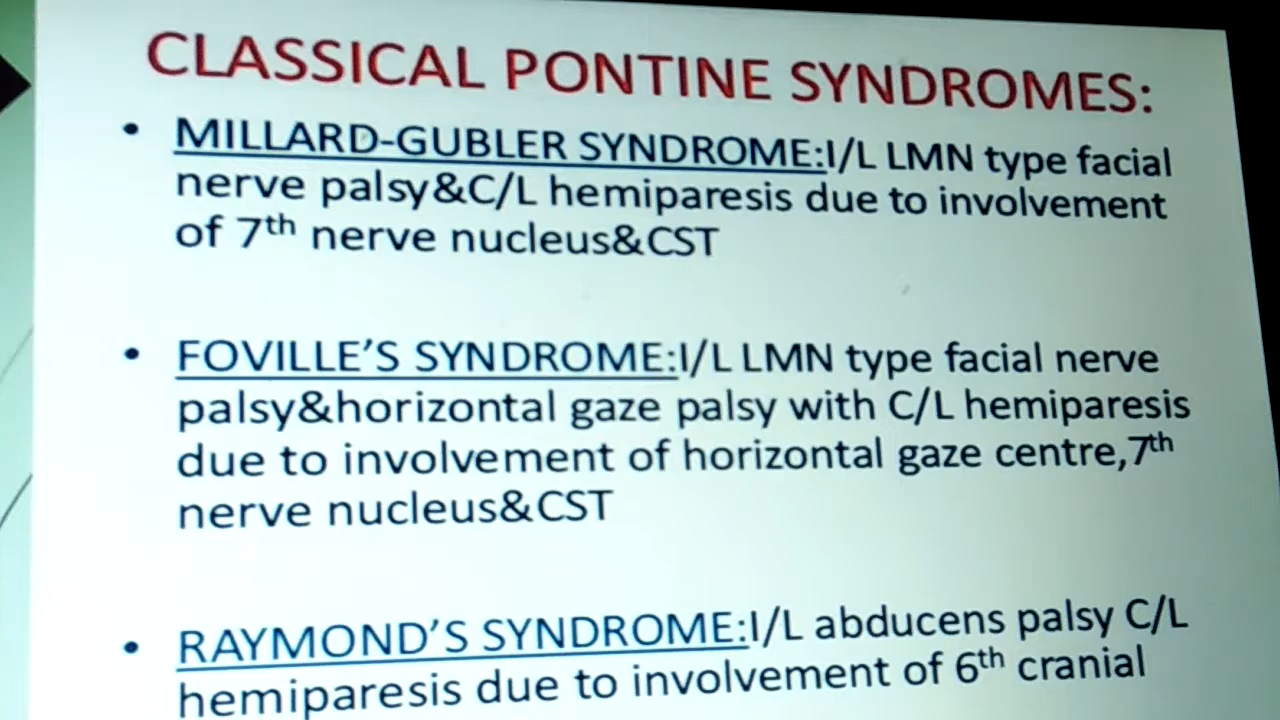 CLASSICAL PONTINE SYNDROMES:
• MILLARD-GUBLER SYNDROME:I/L LMN type facial
nerve palsy&C/L hemiparesis due to involvement
of 7th nerve nucleus&CST
• FOVILLE’S SYNDROME:I/L LMN type facial nerve
palsy&horizontal gaze palsy with C/L hemiparesis
due to involvement of horizontal gaze centre,7th
nerve nucleus&CST
• RAYMOND’S SYNDROME:I/L abducens palsy C/L
hemiparesis due to involvement of 6th cranial